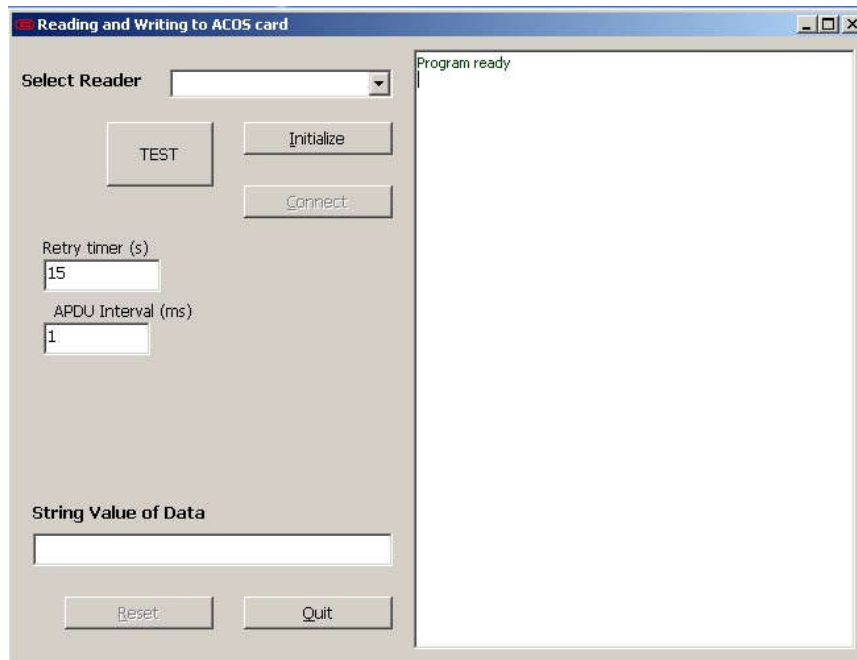 Reading and Writing to ACOS card
Select Reader
Program ready
TEST
Initialize
Connect
Retry timer (s)
15
APDU Interval (ms)
1
String Value of Data
Reset
Quit